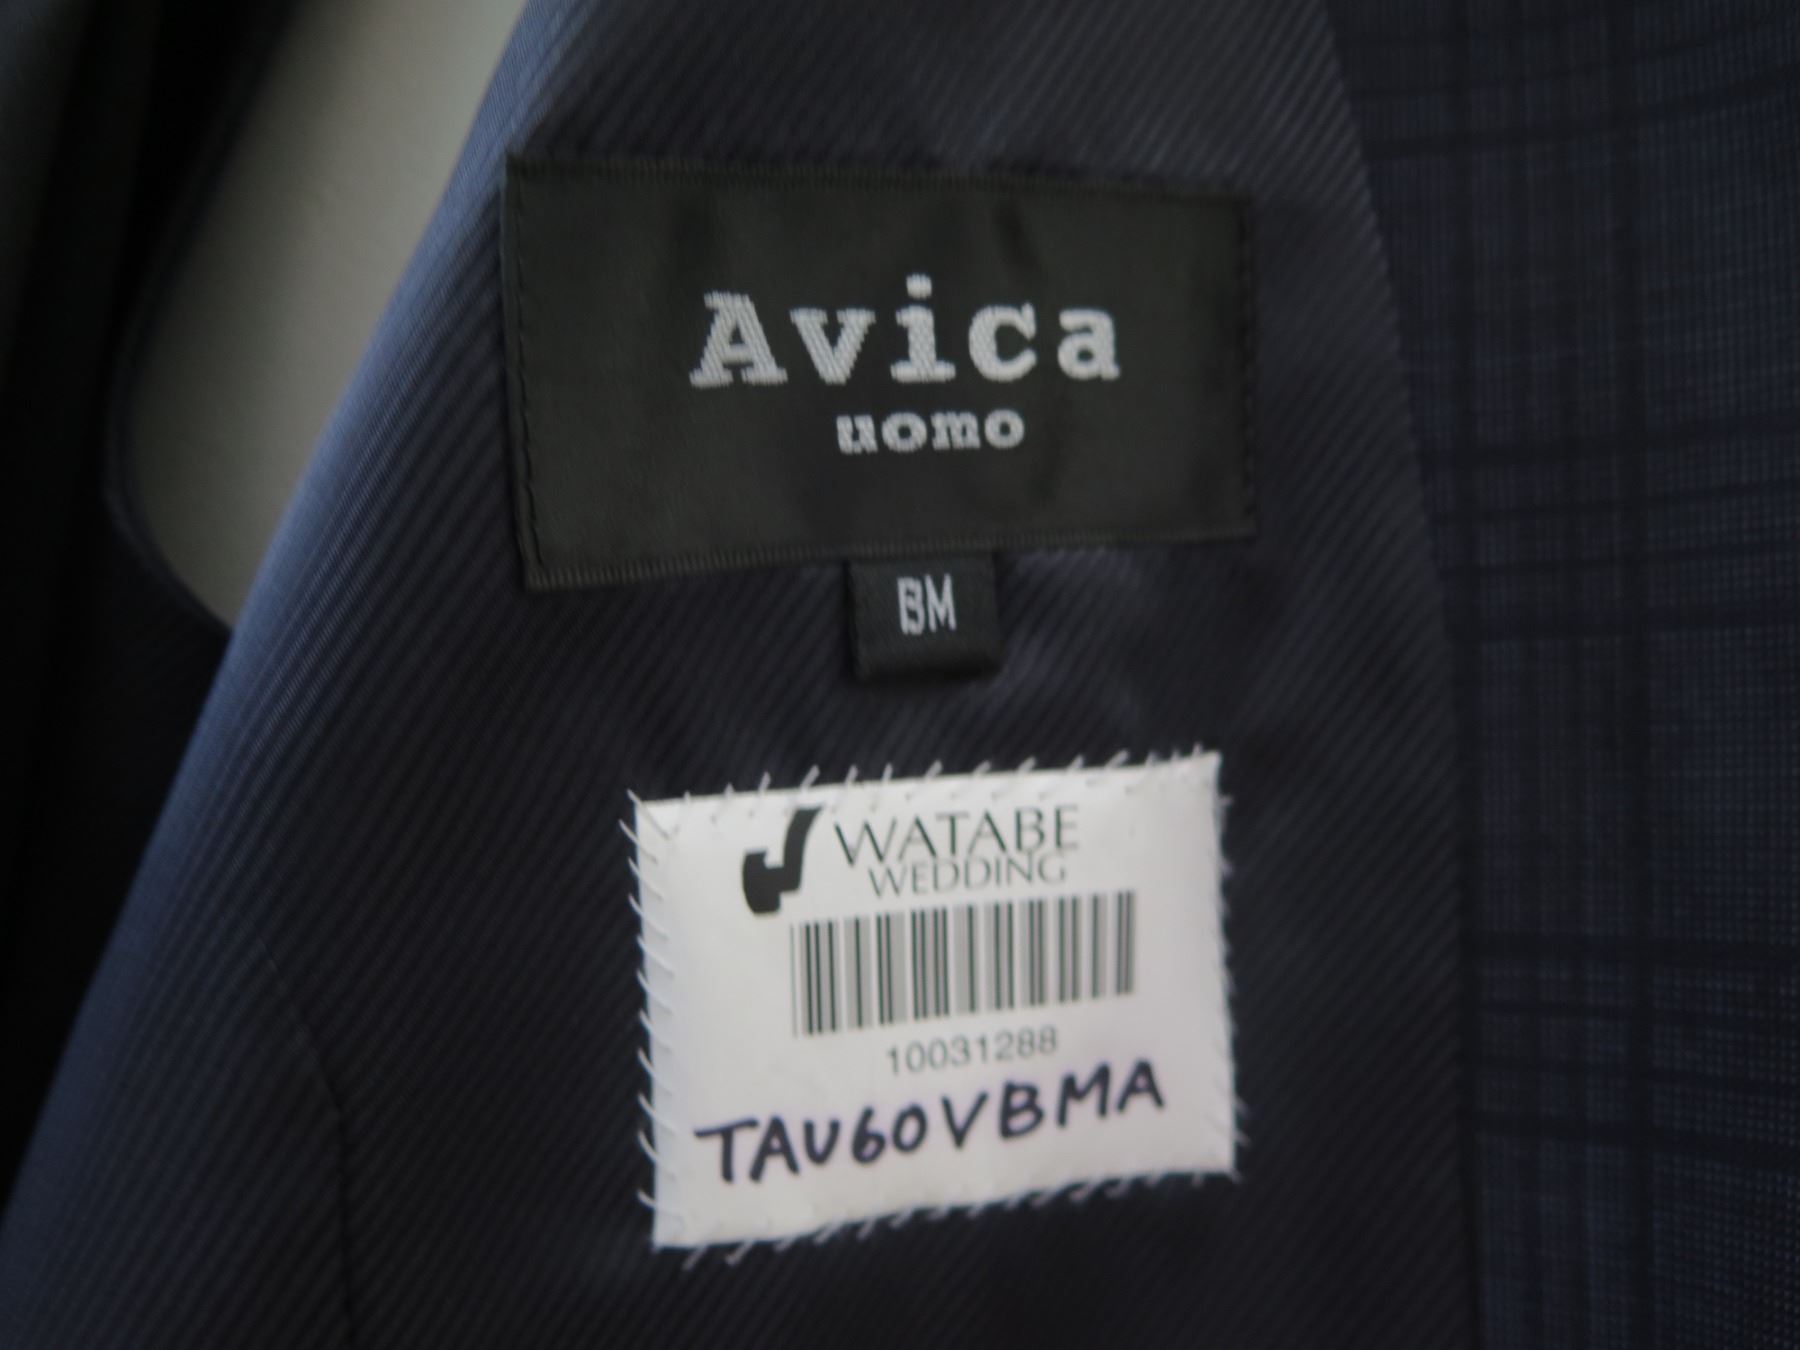 Avica
uomo
BM
WATABE
WEDDING
10031288
TAU60VBMA